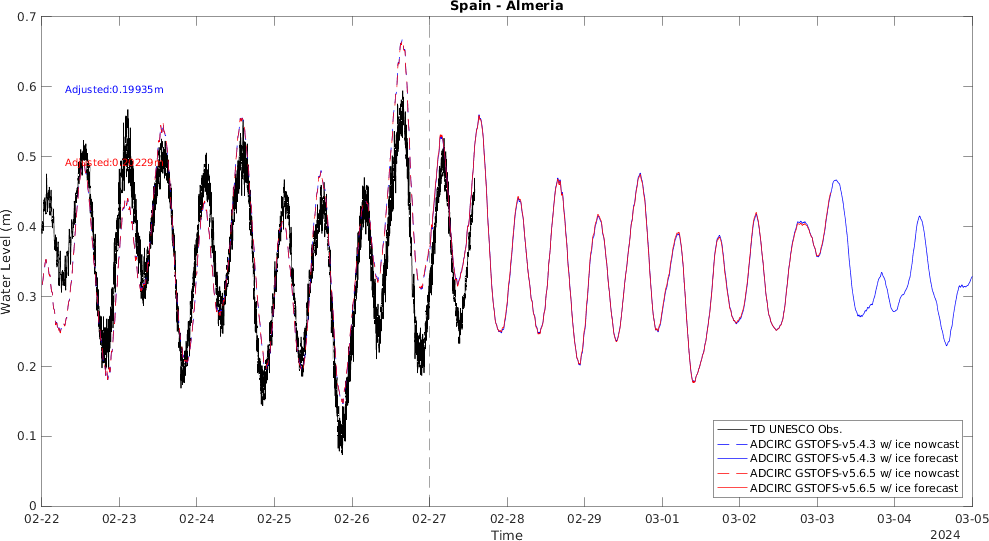 Spain - Almeria
0.7
0.6
0.5
0.4
0.3
0.2
0.1
0
Water Level (m)
Adjusted:0.19935m
02-22
02-23
02-24
02-25
02-26
02-27
02-28
02-29
03-01
03-02
03-03
03-04
03-05
Time
2024
TD UNESCO Obs.
ADCIRC GSTOFS-v5.4.3 w/ ice nowcast
ADCIRC GSTOFS-v5.4.3 w/ ice forecast
ADCIRC GSTOFS-v5.6.5 w/ ice nowcast
ADCIRC GSTOFS-v5.6.5 w/ ice forecast